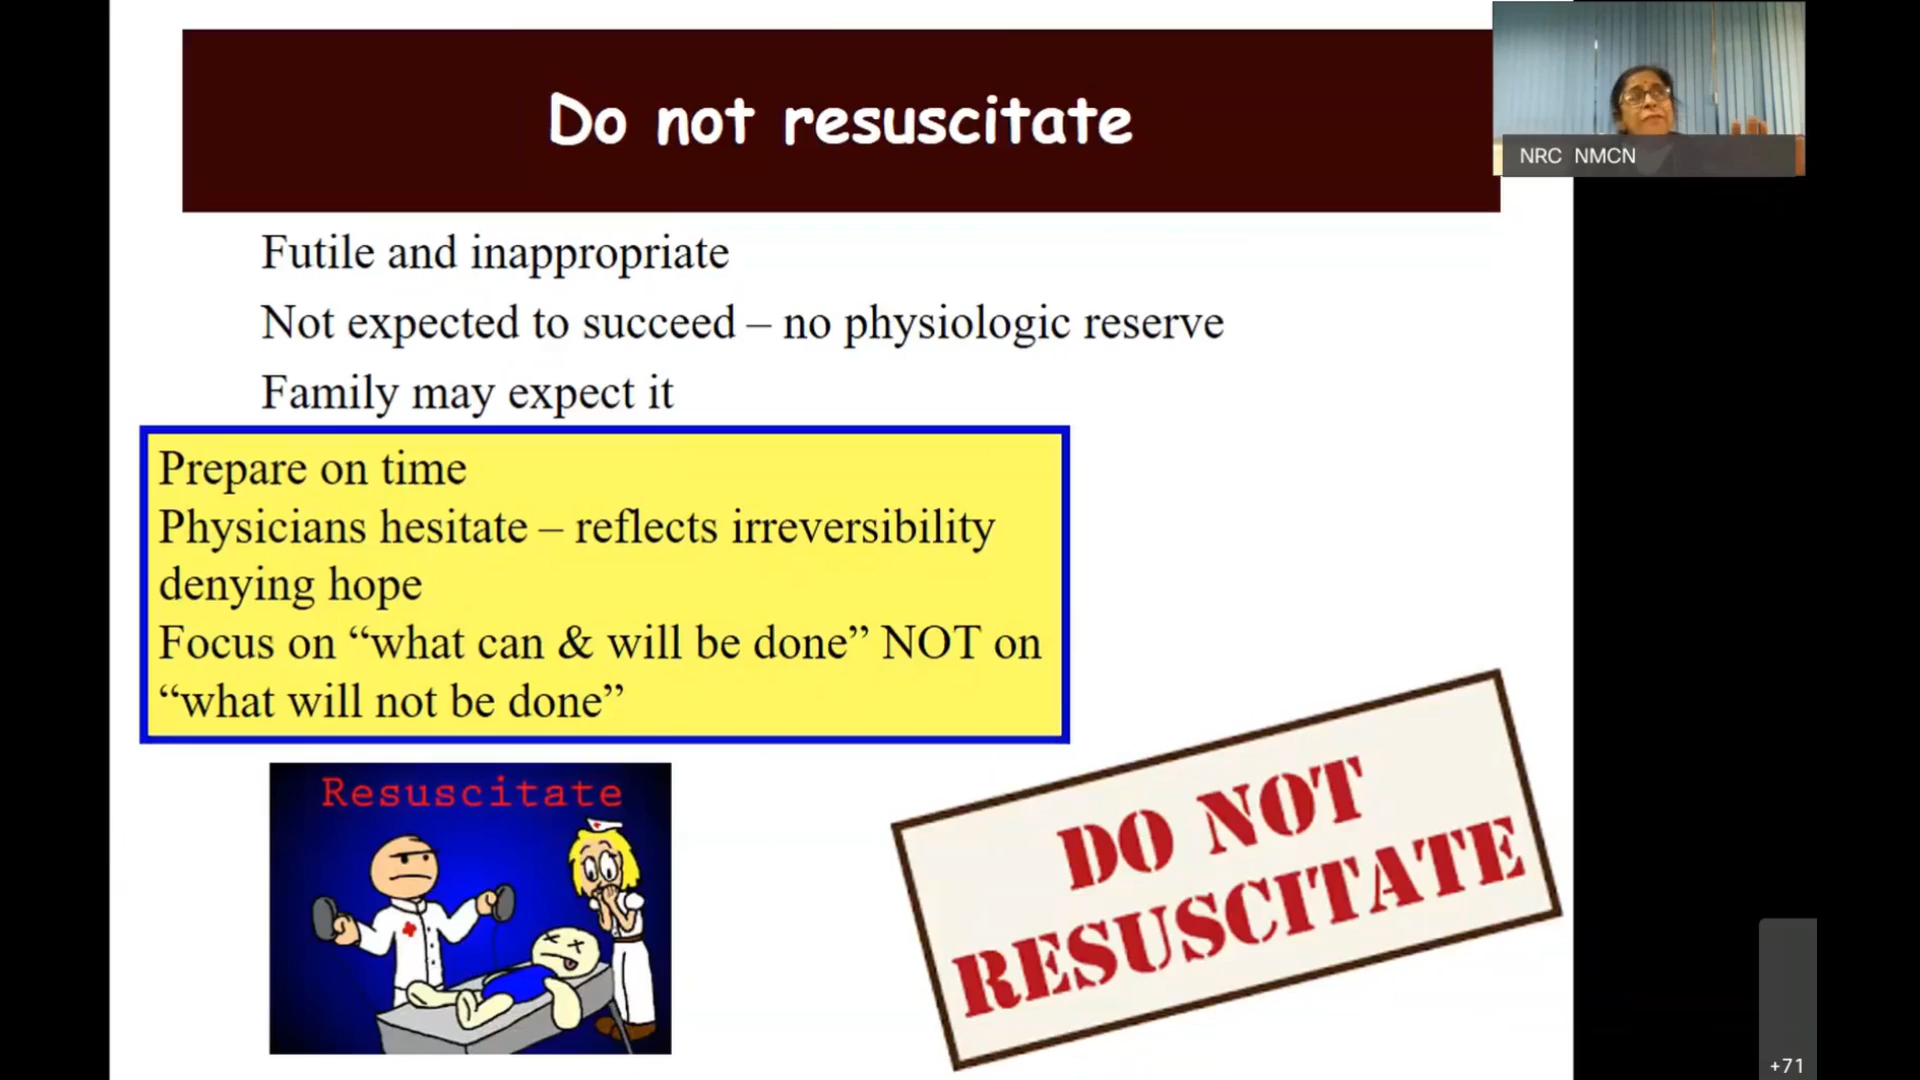 Do not resuscitate
NRC NMCN
Futile and inappropriate
Not expected to succeed – no physiologic reserve
Family may expect it
Prepare on time
Physicians hesitate – reflects irreversibility
denying hope
Focus on “what can & will be done” NOT on
“what will not be done”
Resuscitate
DO NOT
RESUSCITATE
+71